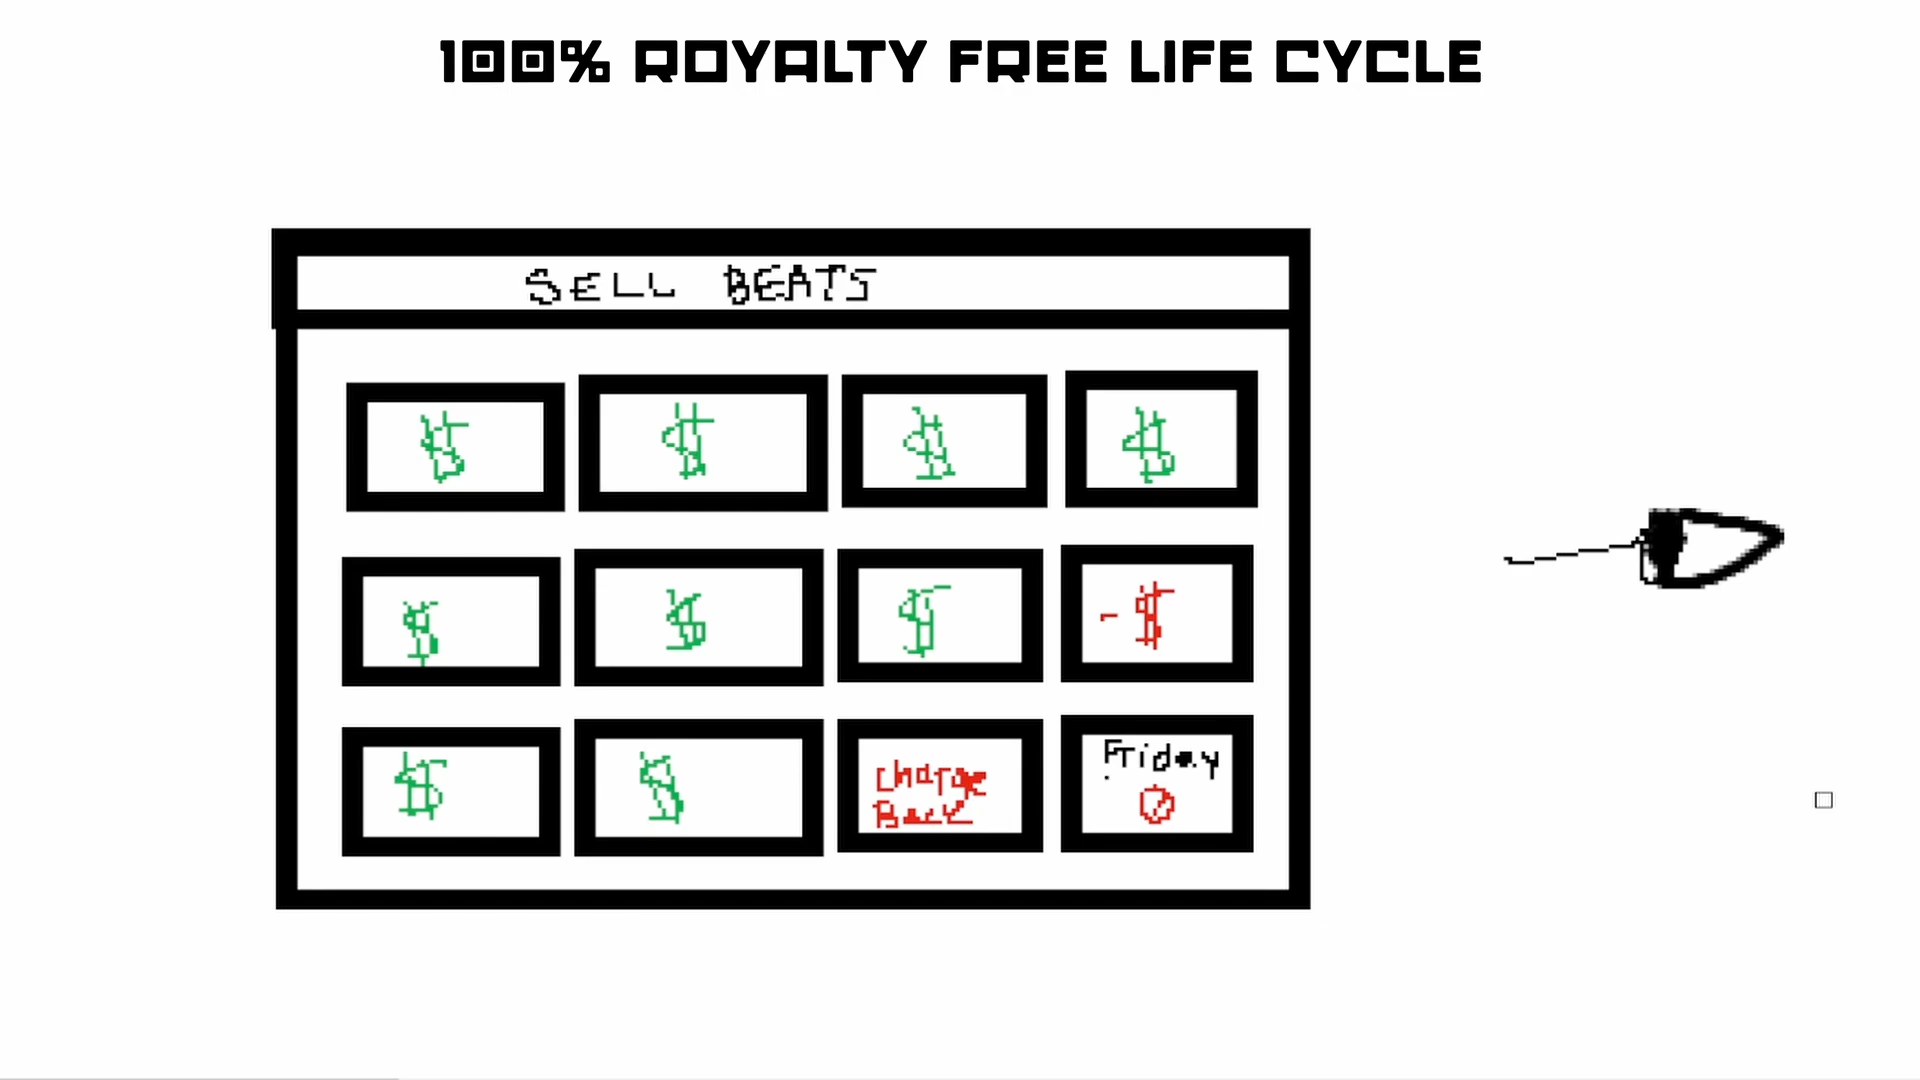 100% ROYALTY FREE LIFE CYCLE
SELL BEATS
$ $ $ $
$ $ $ -$
$ $ Charge Back Friday